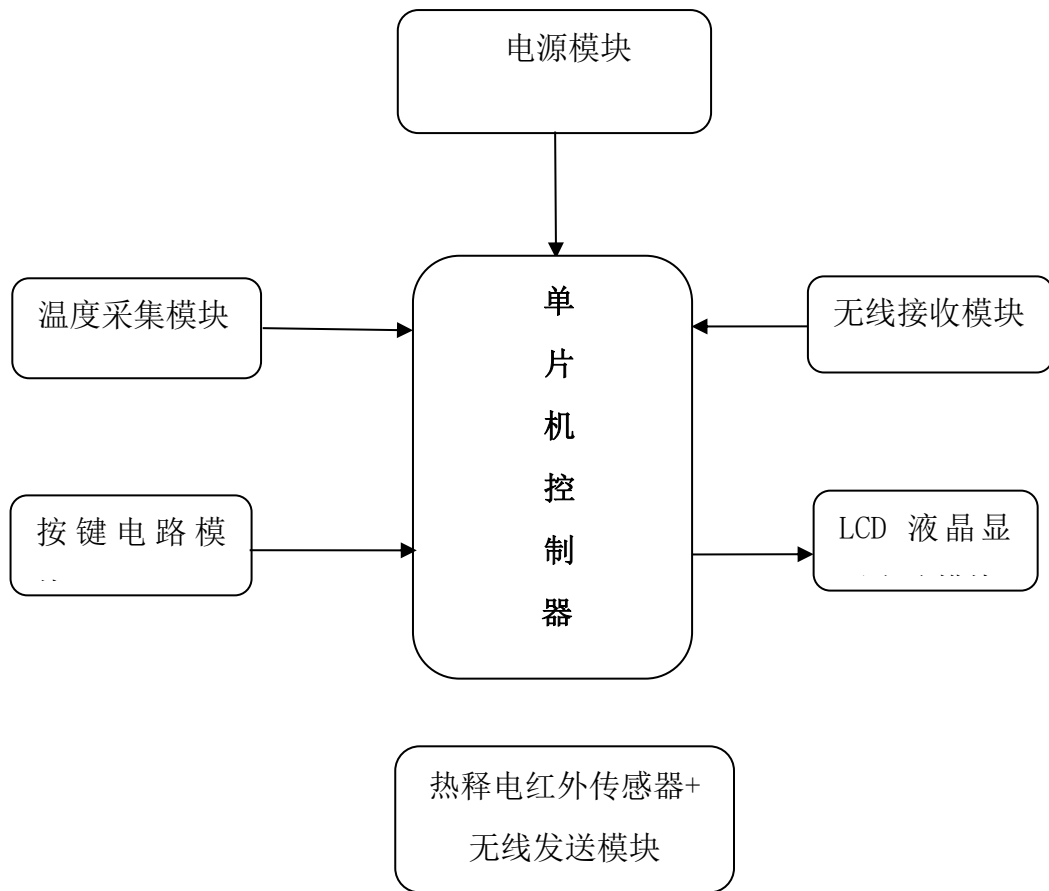 电源模块
温度采集模块
单
片
机
控
制
器
无线接收模块
按键电路模
LCD 液晶显
热释电红外传感器+
无线发送模块